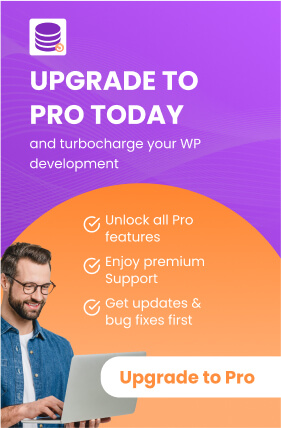 UPGRADE TO
PRO TODAY
and turbocharge your WP
development
Unlock all Pro
features
Enjoy premium
Support
Get updates &
bug fixes first
Upgrade to Pro